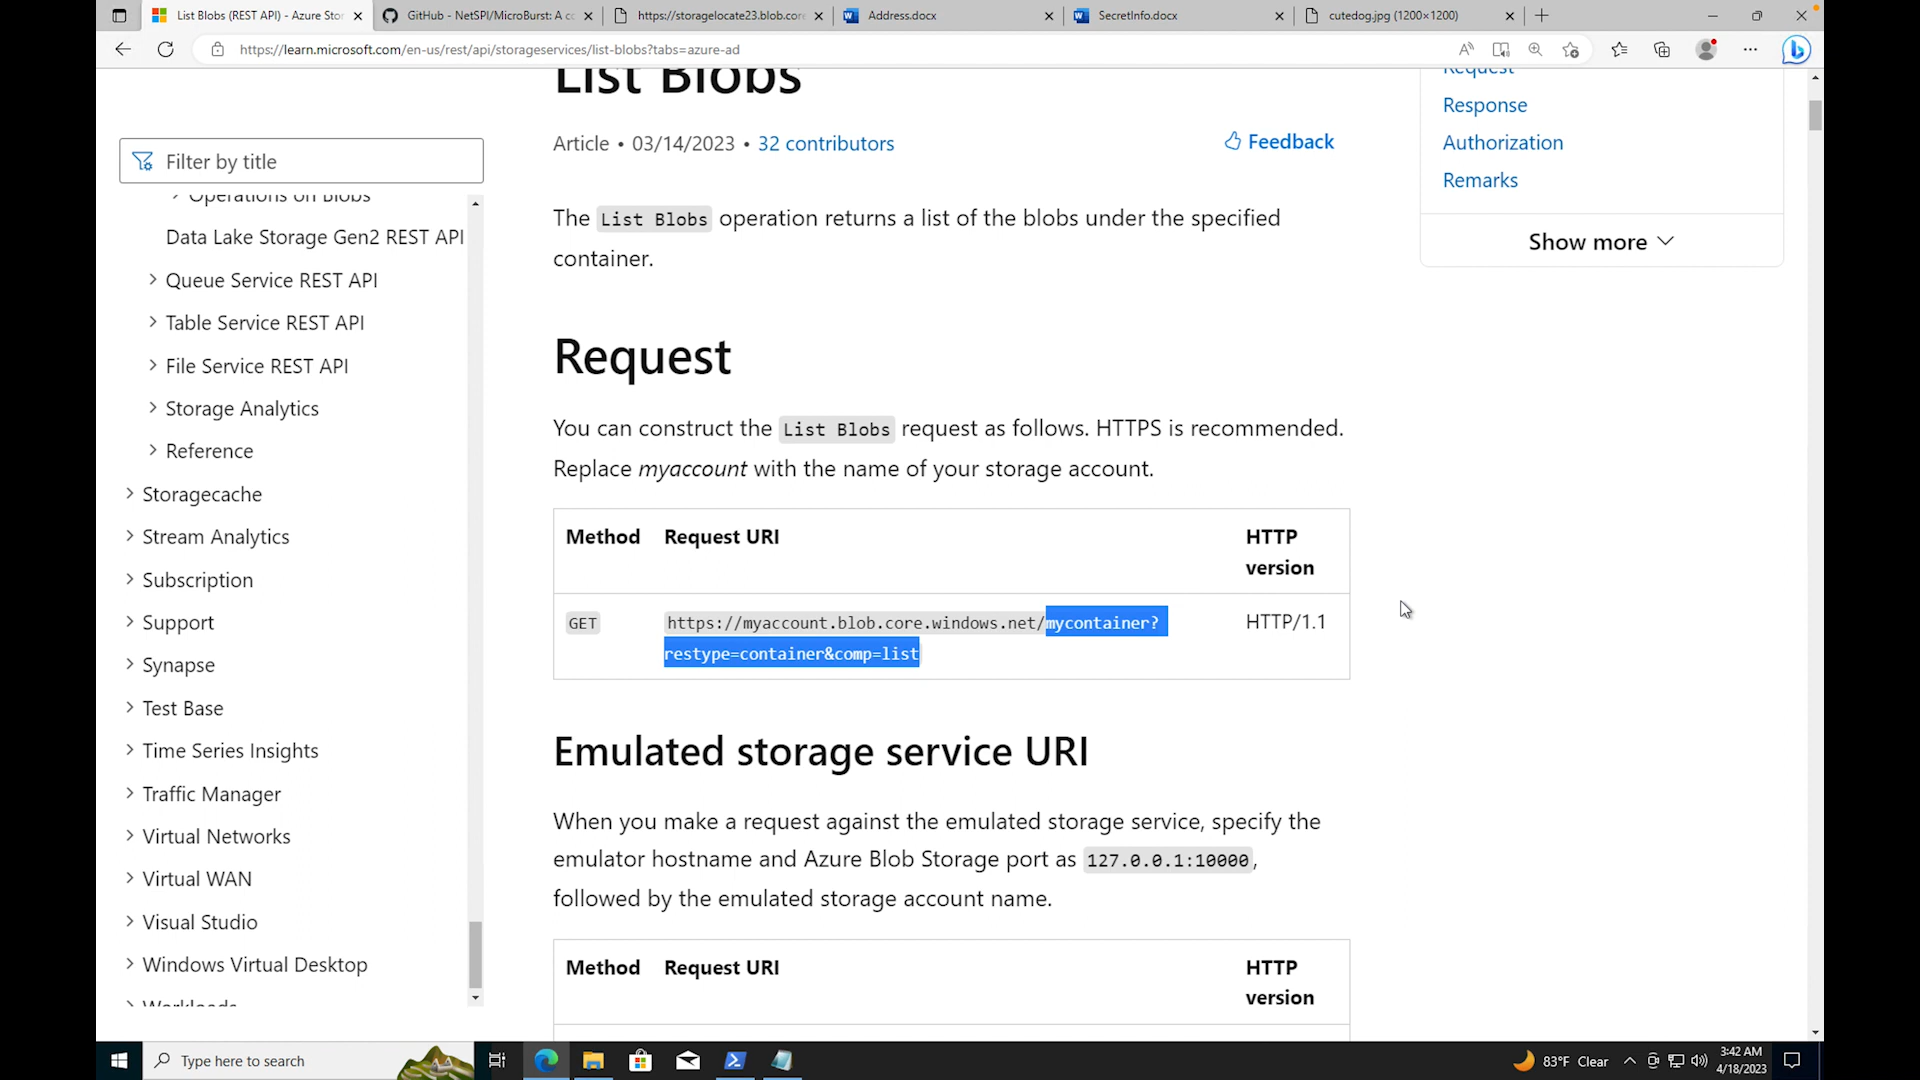 List Blobs (REST API) - Azure Stor
GitHub - NetSPI/MicroBurst: A co
https://storagelocate23.blob.core
Address.docx
SecretInfo.docx
cutedog.jpg (1200×1200)
https://learn.microsoft.com/en-us/rest/api/storageservices/list-blobs?tabs=azure-ad
List Blobs
Article • 03/14/2023 • 32 contributors
Feedback
Request
Response
Authorization
Remarks
Show more
Filter by title
Operations on Blobs
Data Lake Storage Gen2 REST API
Queue Service REST API
Table Service REST API
File Service REST API
Storage Analytics
Reference
Storagecache
Stream Analytics
Subscription
Support
Synapse
Test Base
Time Series Insights
Traffic Manager
Virtual Networks
Virtual WAN
Visual Studio
Windows Virtual Desktop
Workloads
The List Blobs operation returns a list of the blobs under the specified
container.
Request
You can construct the List Blobs request as follows. HTTPS is recommended.
Replace myaccount with the name of your storage account.
Method Request URI HTTP
version
GET https://myaccount.blob.core.windows.net/mycontainer? HTTP/1.1
restype=container&comp=list
Emulated storage service URI
When you make a request against the emulated storage service, specify the
emulator hostname and Azure Blob Storage port as 127.0.0.1:10000,
followed by the emulated storage account name.
Method Request URI HTTP
version
Type here to search
83°F Clear
3:42 AM
4/18/2023